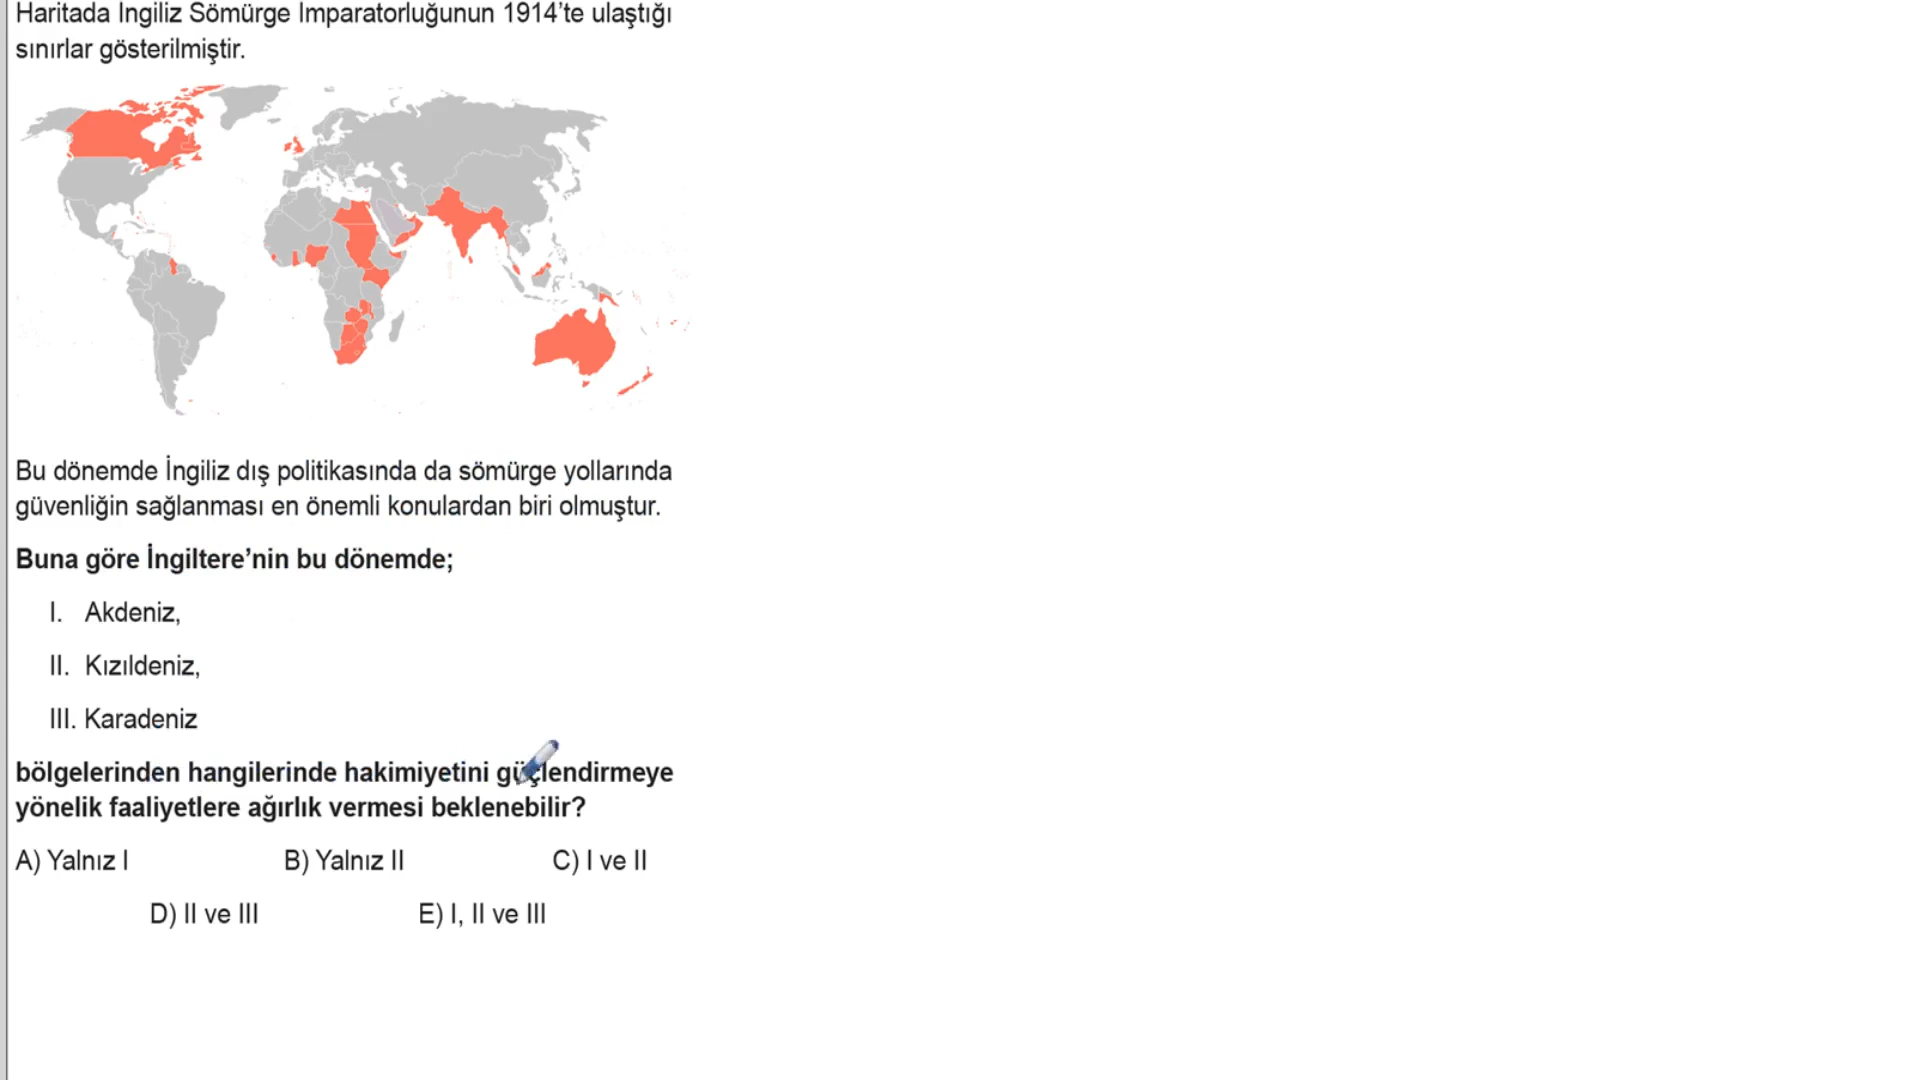 Haritada İngiliz Sömürge İmparatorluğunun 1914’te ulaştığı
sınırlar gösterilmiştir.
Bu dönemde İngiliz dış politikasında da sömürge yollarında
güvenliğin sağlanması en önemli konulardan biri olmuştur.
Buna göre İngiltere’nin bu dönemde;
I. Akdeniz,
II. Kızıldeniz,
III. Karadeniz
bölgelerinden hangilerinde hakimiyetini güçlendirmeye
yönelik faaliyetlere ağırlık vermesi beklenebilir?
A) Yalnız I B) Yalnız II C) I ve II
D) II ve III E) I, II ve III